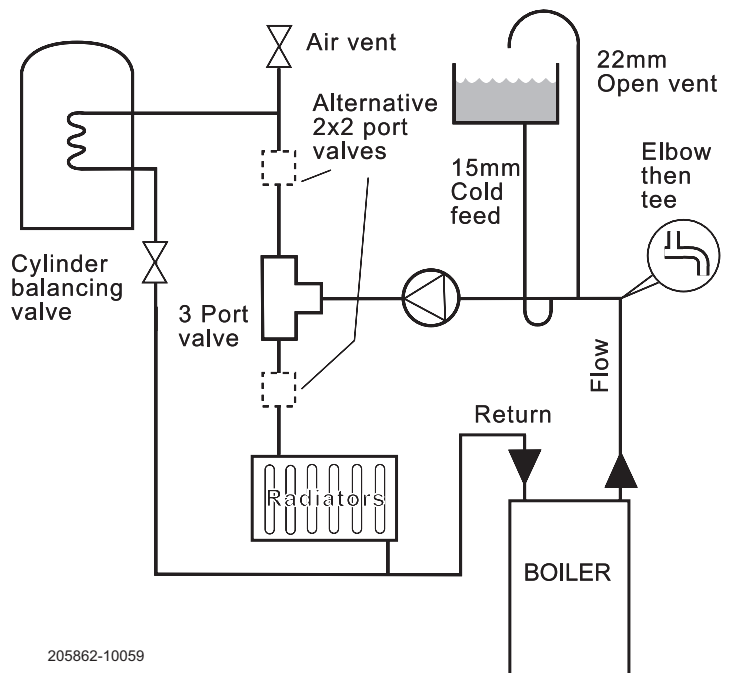 Air vent
22mm
Open vent
Alternative
2x2 port
valves
15mm
Cold
feed
Elbow
then
tee
Cylinder
balancing
valve
3 Port
valve
Flow
Return
Radiators
BOILER
205862-10059